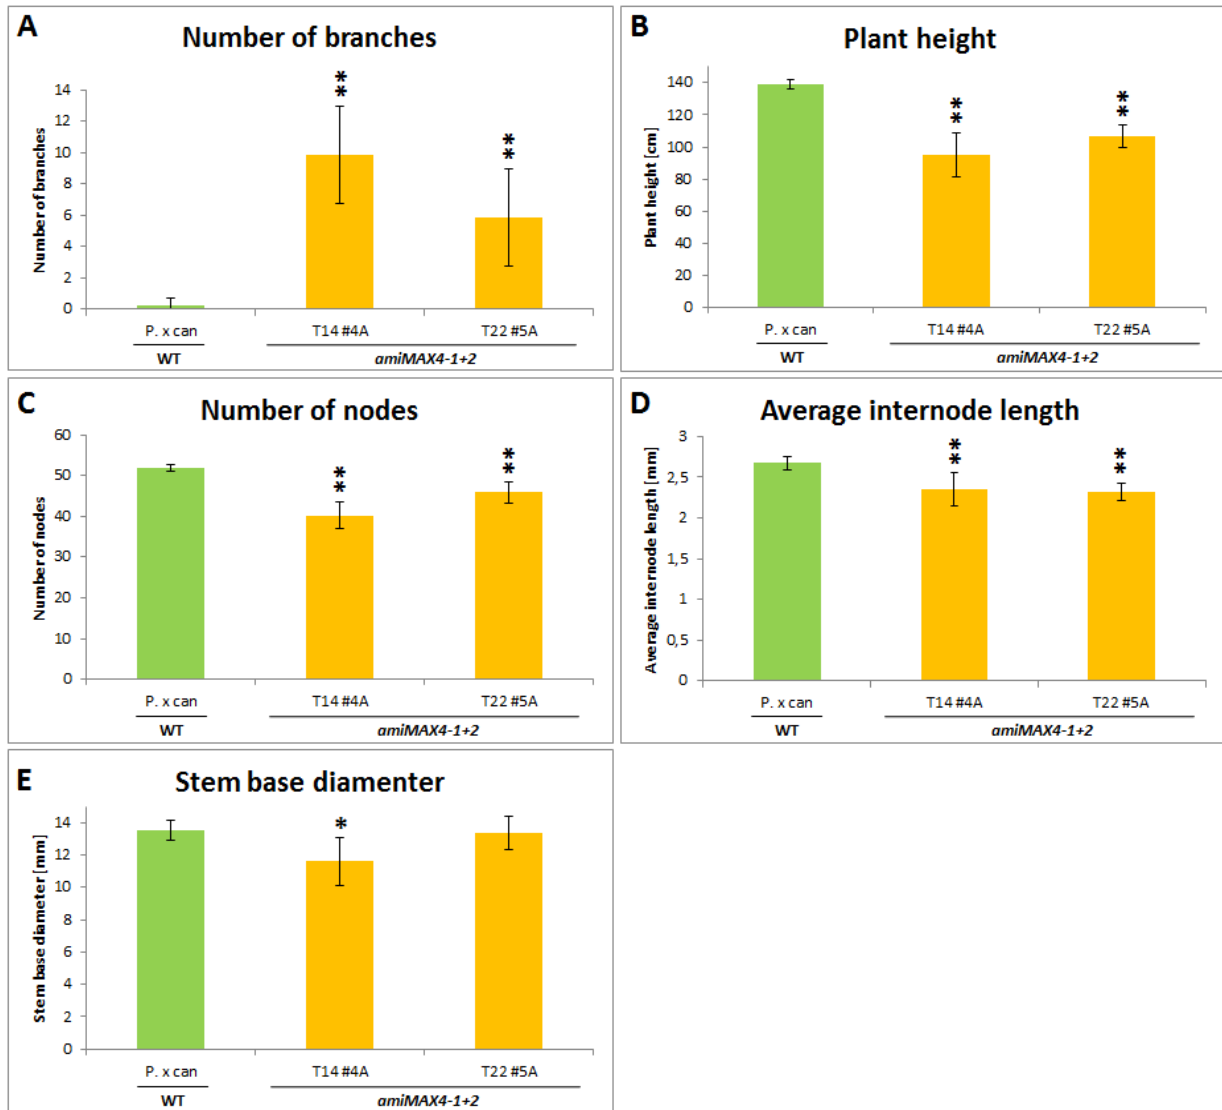 A
Number of branches
Number of branches
14
12
10
8
6
4
2
0
**
**
P. x can
T14 #4A
T22 #5A
WT
amiMAX4-1+2
B
Plant height
Plant height [cm]
140
120
100
80
60
40
20
0
**
**
P. x can
T14 #4A
T22 #5A
WT
amiMAX4-1+2
C
Number of nodes
Number of nodes
60
50
40
30
20
10
0
**
**
P. x can
T14 #4A
T22 #5A
WT
amiMAX4-1+2
D
Average internode length
Average internode length [mm]
3
2,5
2
1,5
1
0,5
0
**
**
P. x can
T14 #4A
T22 #5A
WT
amiMAX4-1+2
E
Stem base diamenter
Stem base diameter [mm]
14
12
10
8
6
4
2
0
*
P. x can
T14 #4A
T22 #5A
WT
amiMAX4-1+2